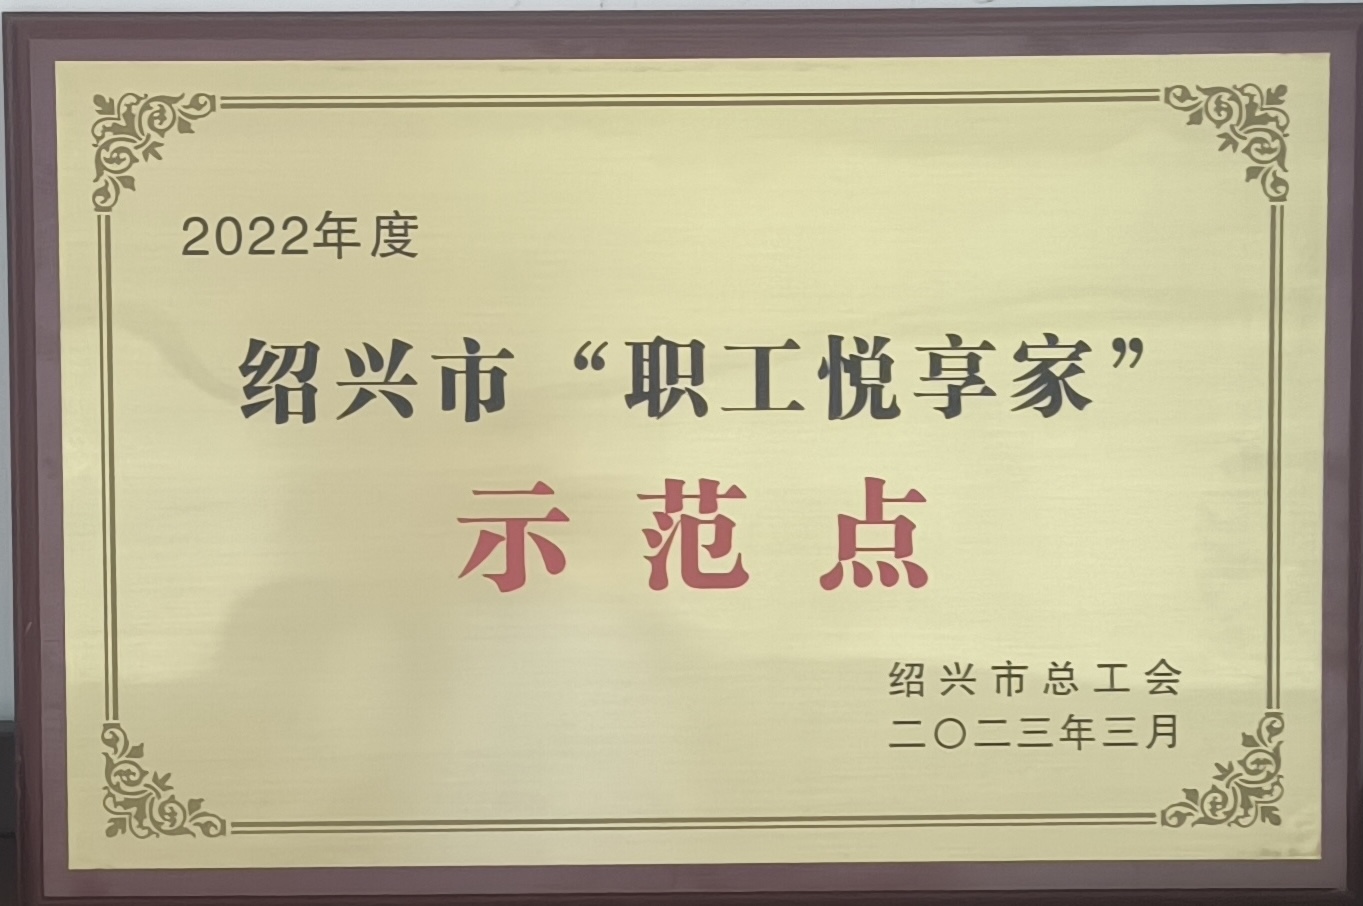 2022年度
绍兴市“职工悦享家”
示范点
绍兴市总工会
二〇二三年三月